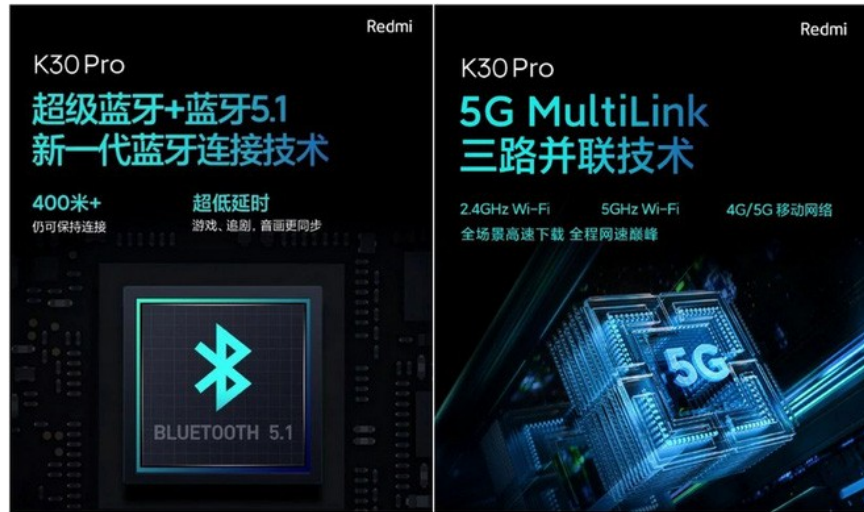 Redmi
K30 Pro
超级蓝牙+蓝牙5.1
新一代蓝牙连接技术
400米+
仍可保持连接
超低延时
游戏、追剧，音画更同步
BLUETOOTH 5.1
Redmi
K30 Pro
5G MultiLink
三路并联技术
2.4GHz Wi-Fi 5GHz Wi-Fi 4G/5G 移动网络
全场景高速下载 全程网速巅峰
5G